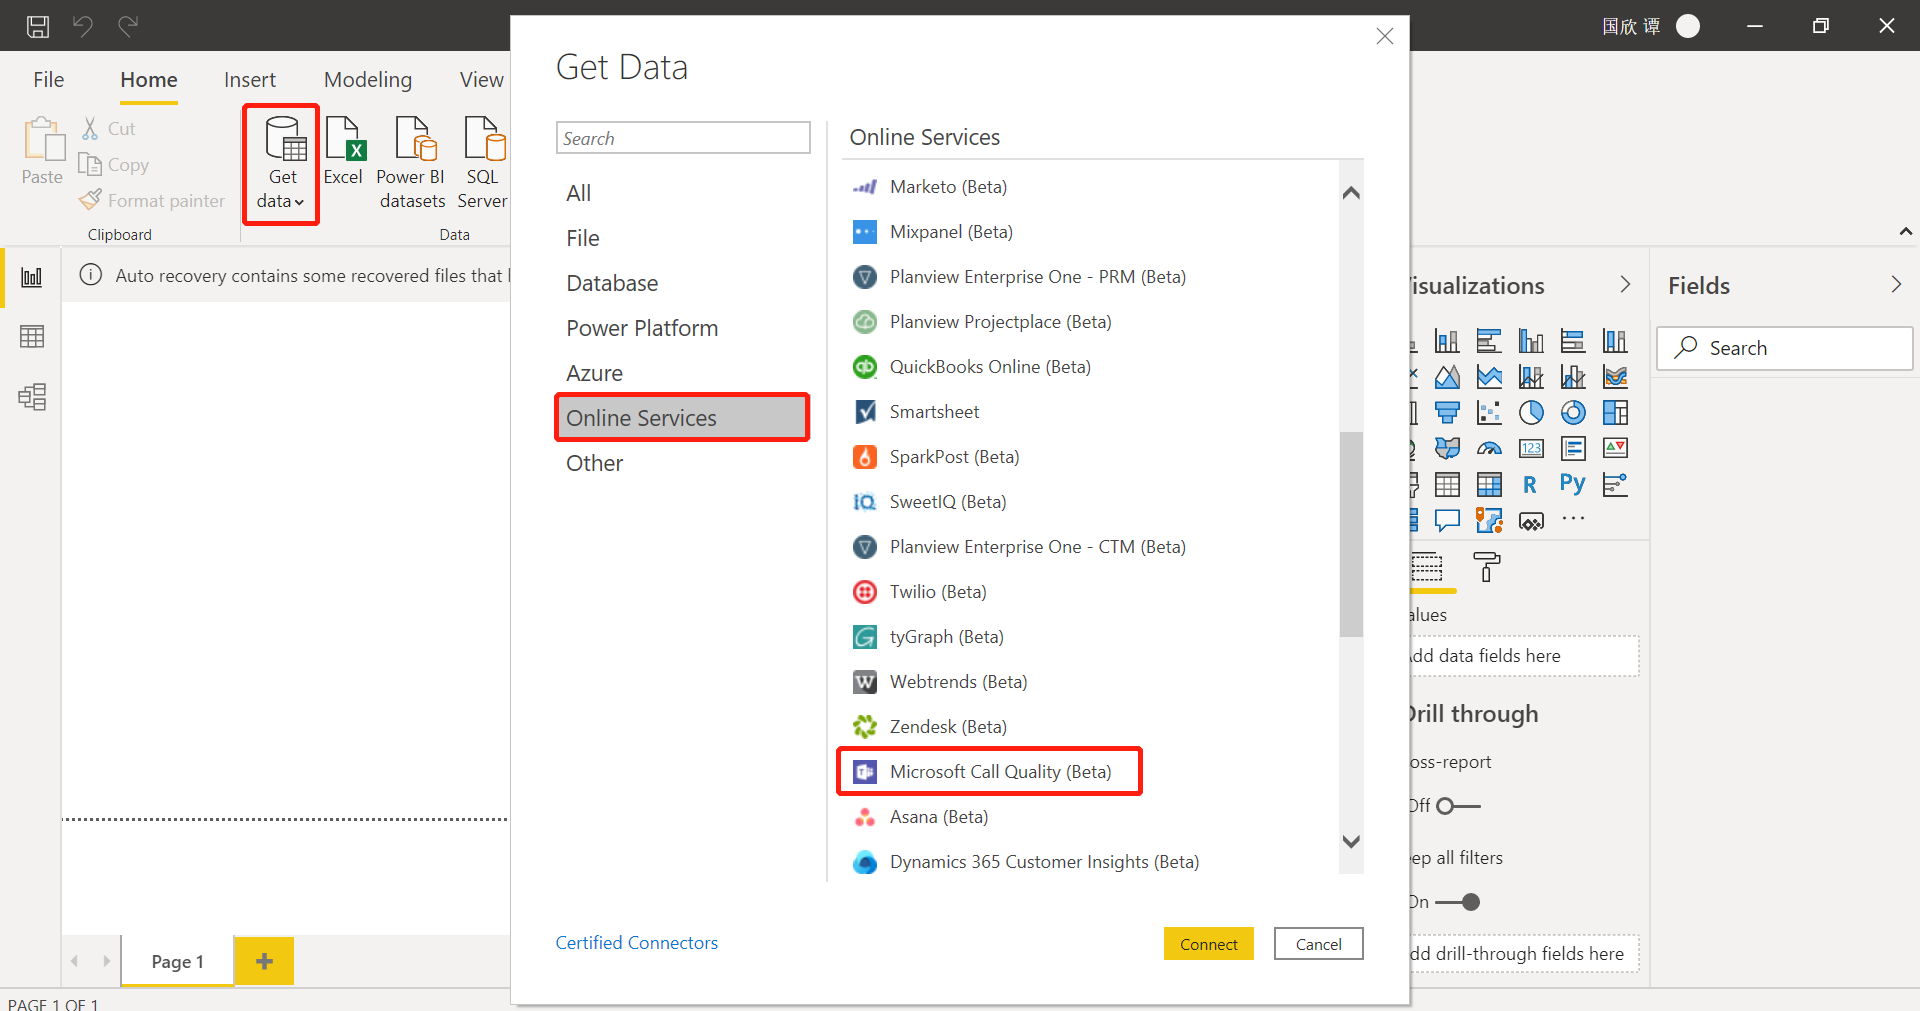 国欣 谭
File Home Insert Modeling View
Paste
Cut
Copy
Format painter
Clipboard
Get
data
Excel
Power BI
datasets
SQL
Server
Data
Auto recovery contains some recovered files that
PAGE 1 OF 1
Page 1
Get Data
Search
All
File
Database
Power Platform
Azure
Online Services
Other
Online Services
Marketo (Beta)
Mixpanel (Beta)
Planview Enterprise One - PRM (Beta)
Planview Projectplace (Beta)
QuickBooks Online (Beta)
Smartsheet
SparkPost (Beta)
SweetIQ (Beta)
Planview Enterprise One - CTM (Beta)
Twilio (Beta)
tyGraph (Beta)
Webtrends (Beta)
Zendesk (Beta)
Microsoft Call Quality (Beta)
Asana (Beta)
Dynamics 365 Customer Insights (Beta)
Certified Connectors
Connect
Cancel
isualizations
123
R
Py
alues
dd data fields here
Drill through
oss-report
Off
eep all filters
On
dd drill-through fields here
Fields
Search